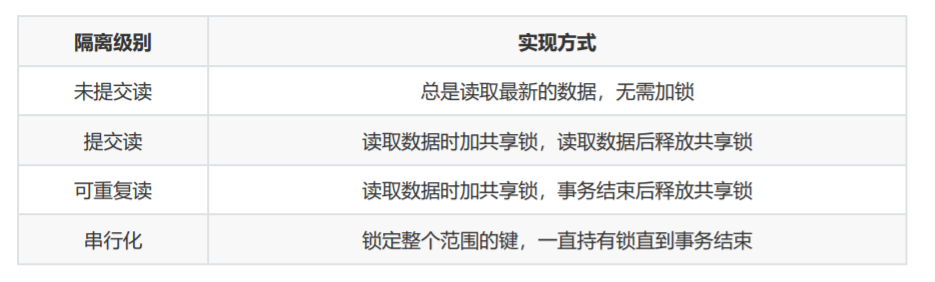 隔离级别 实现方式
未提交读 总是读取最新的数据，无需加锁
提交读 读取数据时加共享锁，读取数据后释放共享锁
可重复读 读取数据时加共享锁，事务结束后释放共享锁
串行化 锁定整个范围的键，一直持有锁直到事务结束